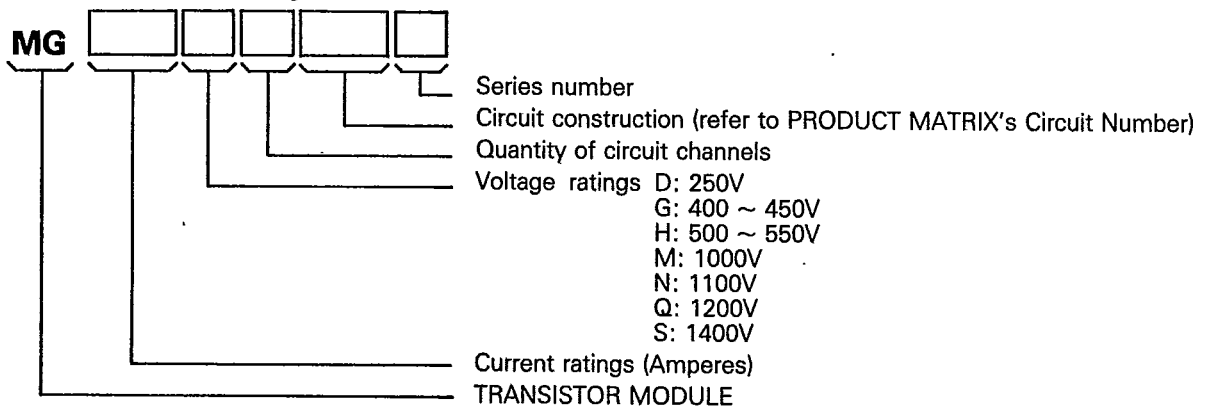 MG
Series number
Circuit construction (refer to PRODUCT MATRIX's Circuit Number)
Quantity of circuit channels
Voltage ratings D: 250V
G: 400 ~ 450V
H: 500 ~ 550V
M: 1000V
N: 1100V
Q: 1200V
S: 1400V
Current ratings (Amperes)
TRANSISTOR MODULE